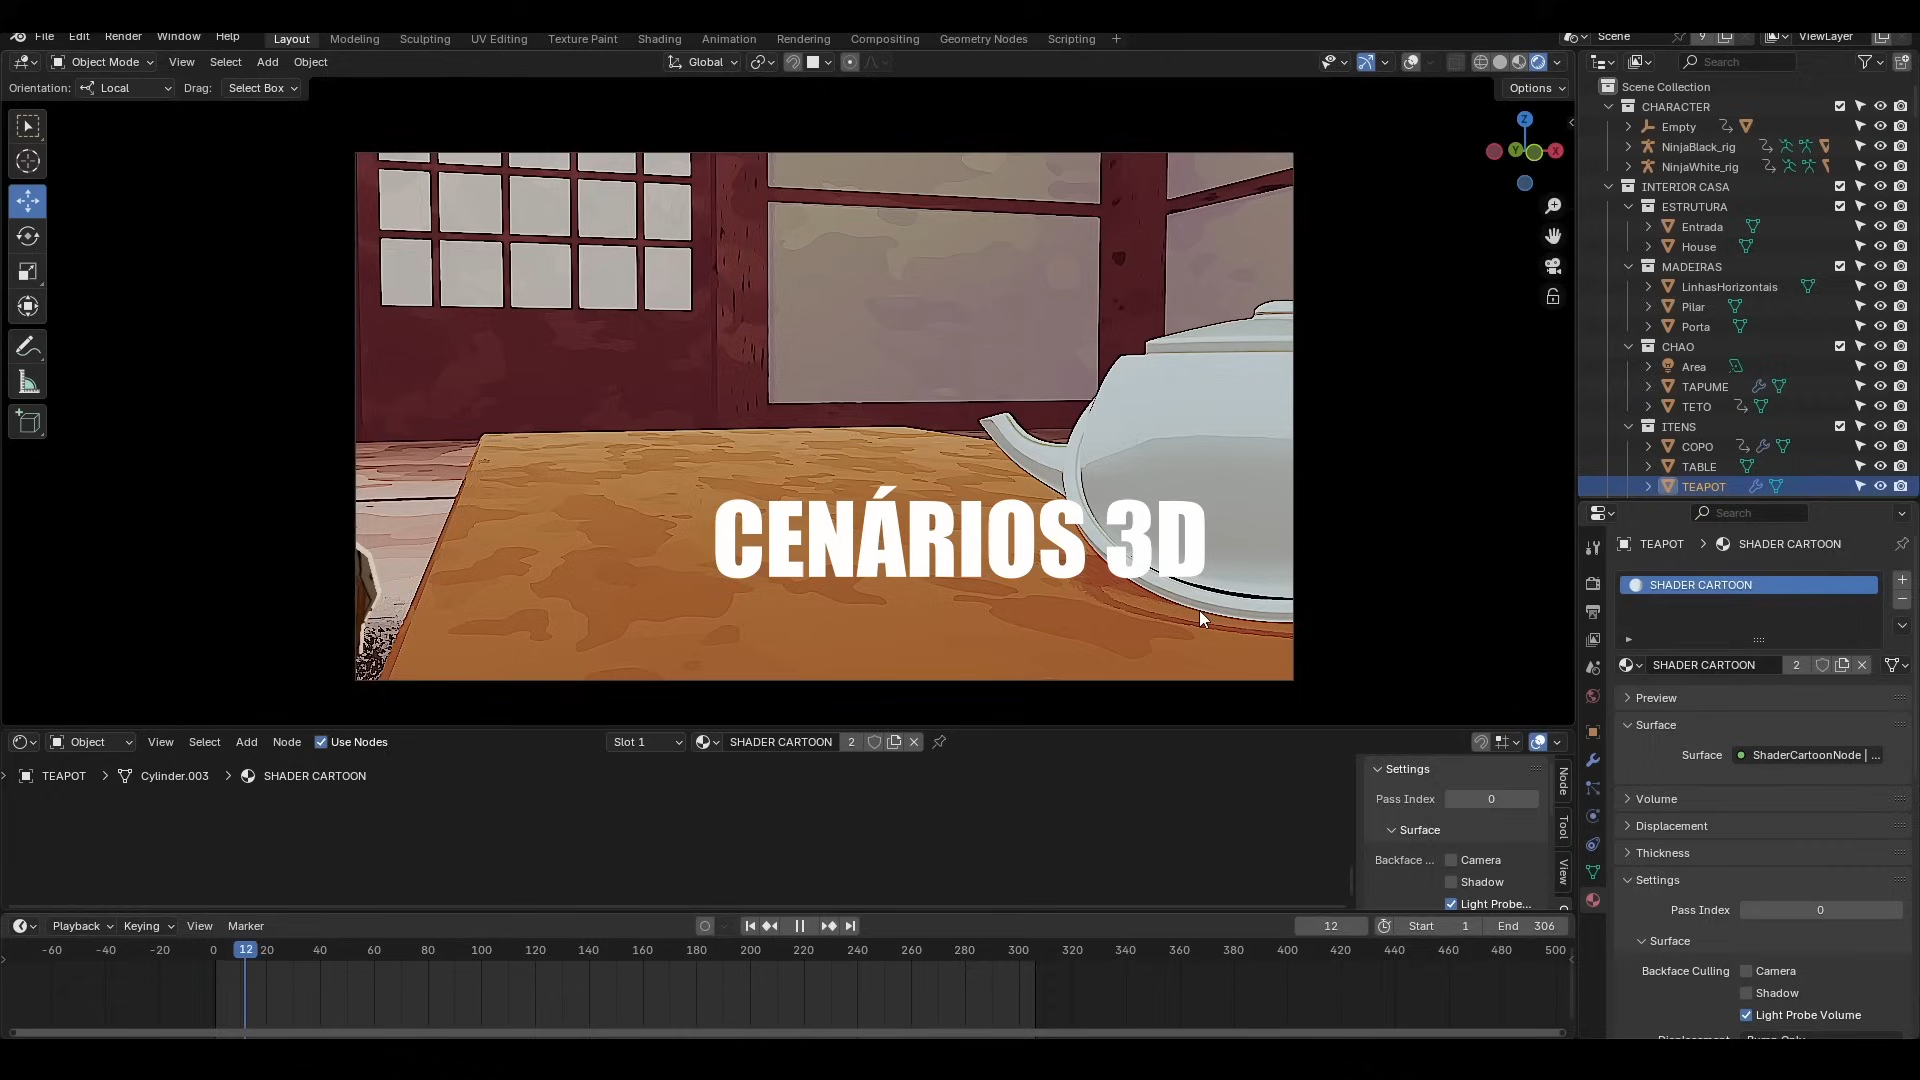 File Edit Render Window Help Layout Modeling Sculpting UV Editing Texture Paint Shading Animation Rendering Compositing Geometry Nodes Scripting + Scene 9 ViewLayer
Object Mode View Select Add Object Global Search
Orientation: Local Drag: Select Box Options
Scene Collection
CHARACTER
Empty
NinjaBlack_rig
NinjaWhite_rig
INTERIOR CASA
ESTRUTURA
Entrada
House
MADEIRAS
LinhasHorizontais
Pilar
Porta
CHAO
Area
TAPUME
TETO
ITENS
COPO
TABLE
TEAPOT
Z
Y
X
CENÁRIOS 3D
Search
TEAPOT SHADER CARTOON
SHADER CARTOON
SHADER CARTOON 2
Preview
Surface
Surface ShaderCartoonNode | ...
Volume
Displacement
Thickness
Settings
Pass Index 0
Surface
Backface Culling Camera
Shadow
Light Probe Volume
Object View Select Add Node Use Nodes Slot 1 SHADER CARTOON 2
TEAPOT Cylinder.003 SHADER CARTOON
Settings
Pass Index 0
Surface
Backface ... Camera
Shadow
Light Probe...
Node
Tool
View
Playback Keying View Marker 12 Start 1 End 306
-60 -40 -20 0 12 20 40 60 80 100 120 140 160 180 200 220 240 260 280 300 320 340 360 380 400 420 440 460 480 500